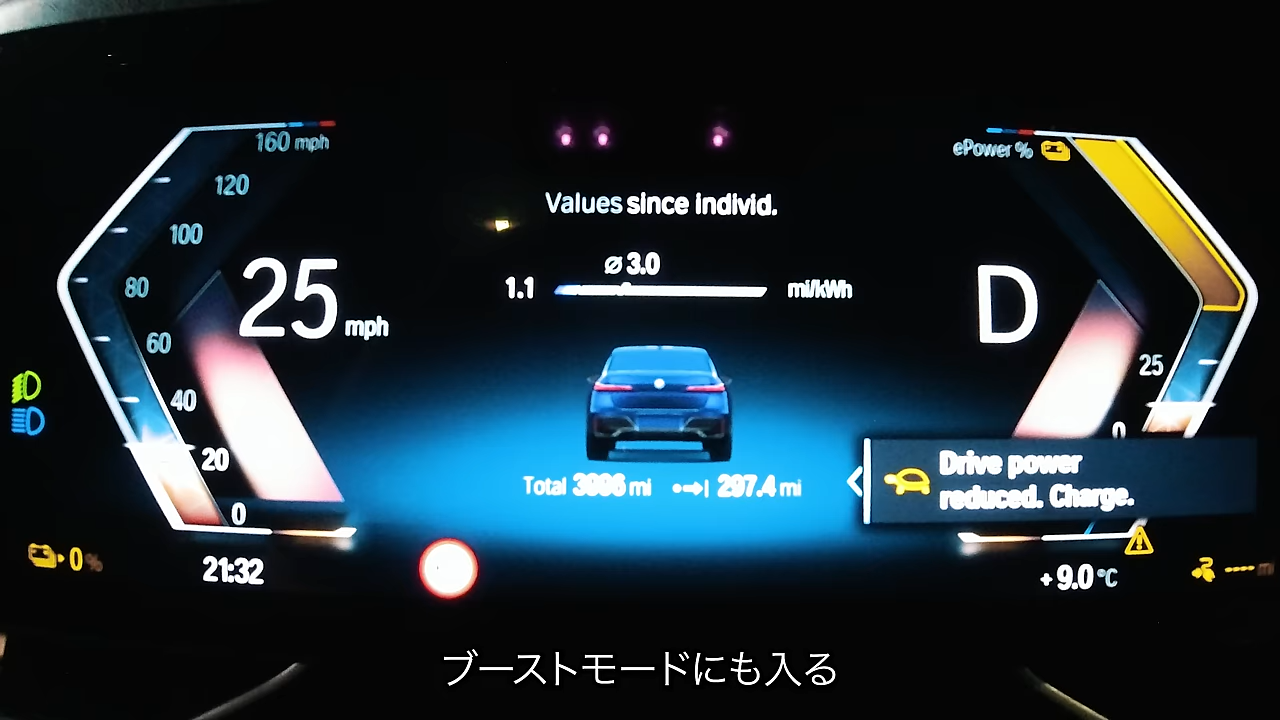 160 mph
120
100
80
60
40
20
0
25 mph
Values since individ.
ø 3.0
1.1 mi/kWh
ePower %
D
25
0
Drive power
reduced. Charge.
Total 3996 mi 297.4 mi
0 %
21:32
+9.0 °C
---- m
ブーストモードにも入る